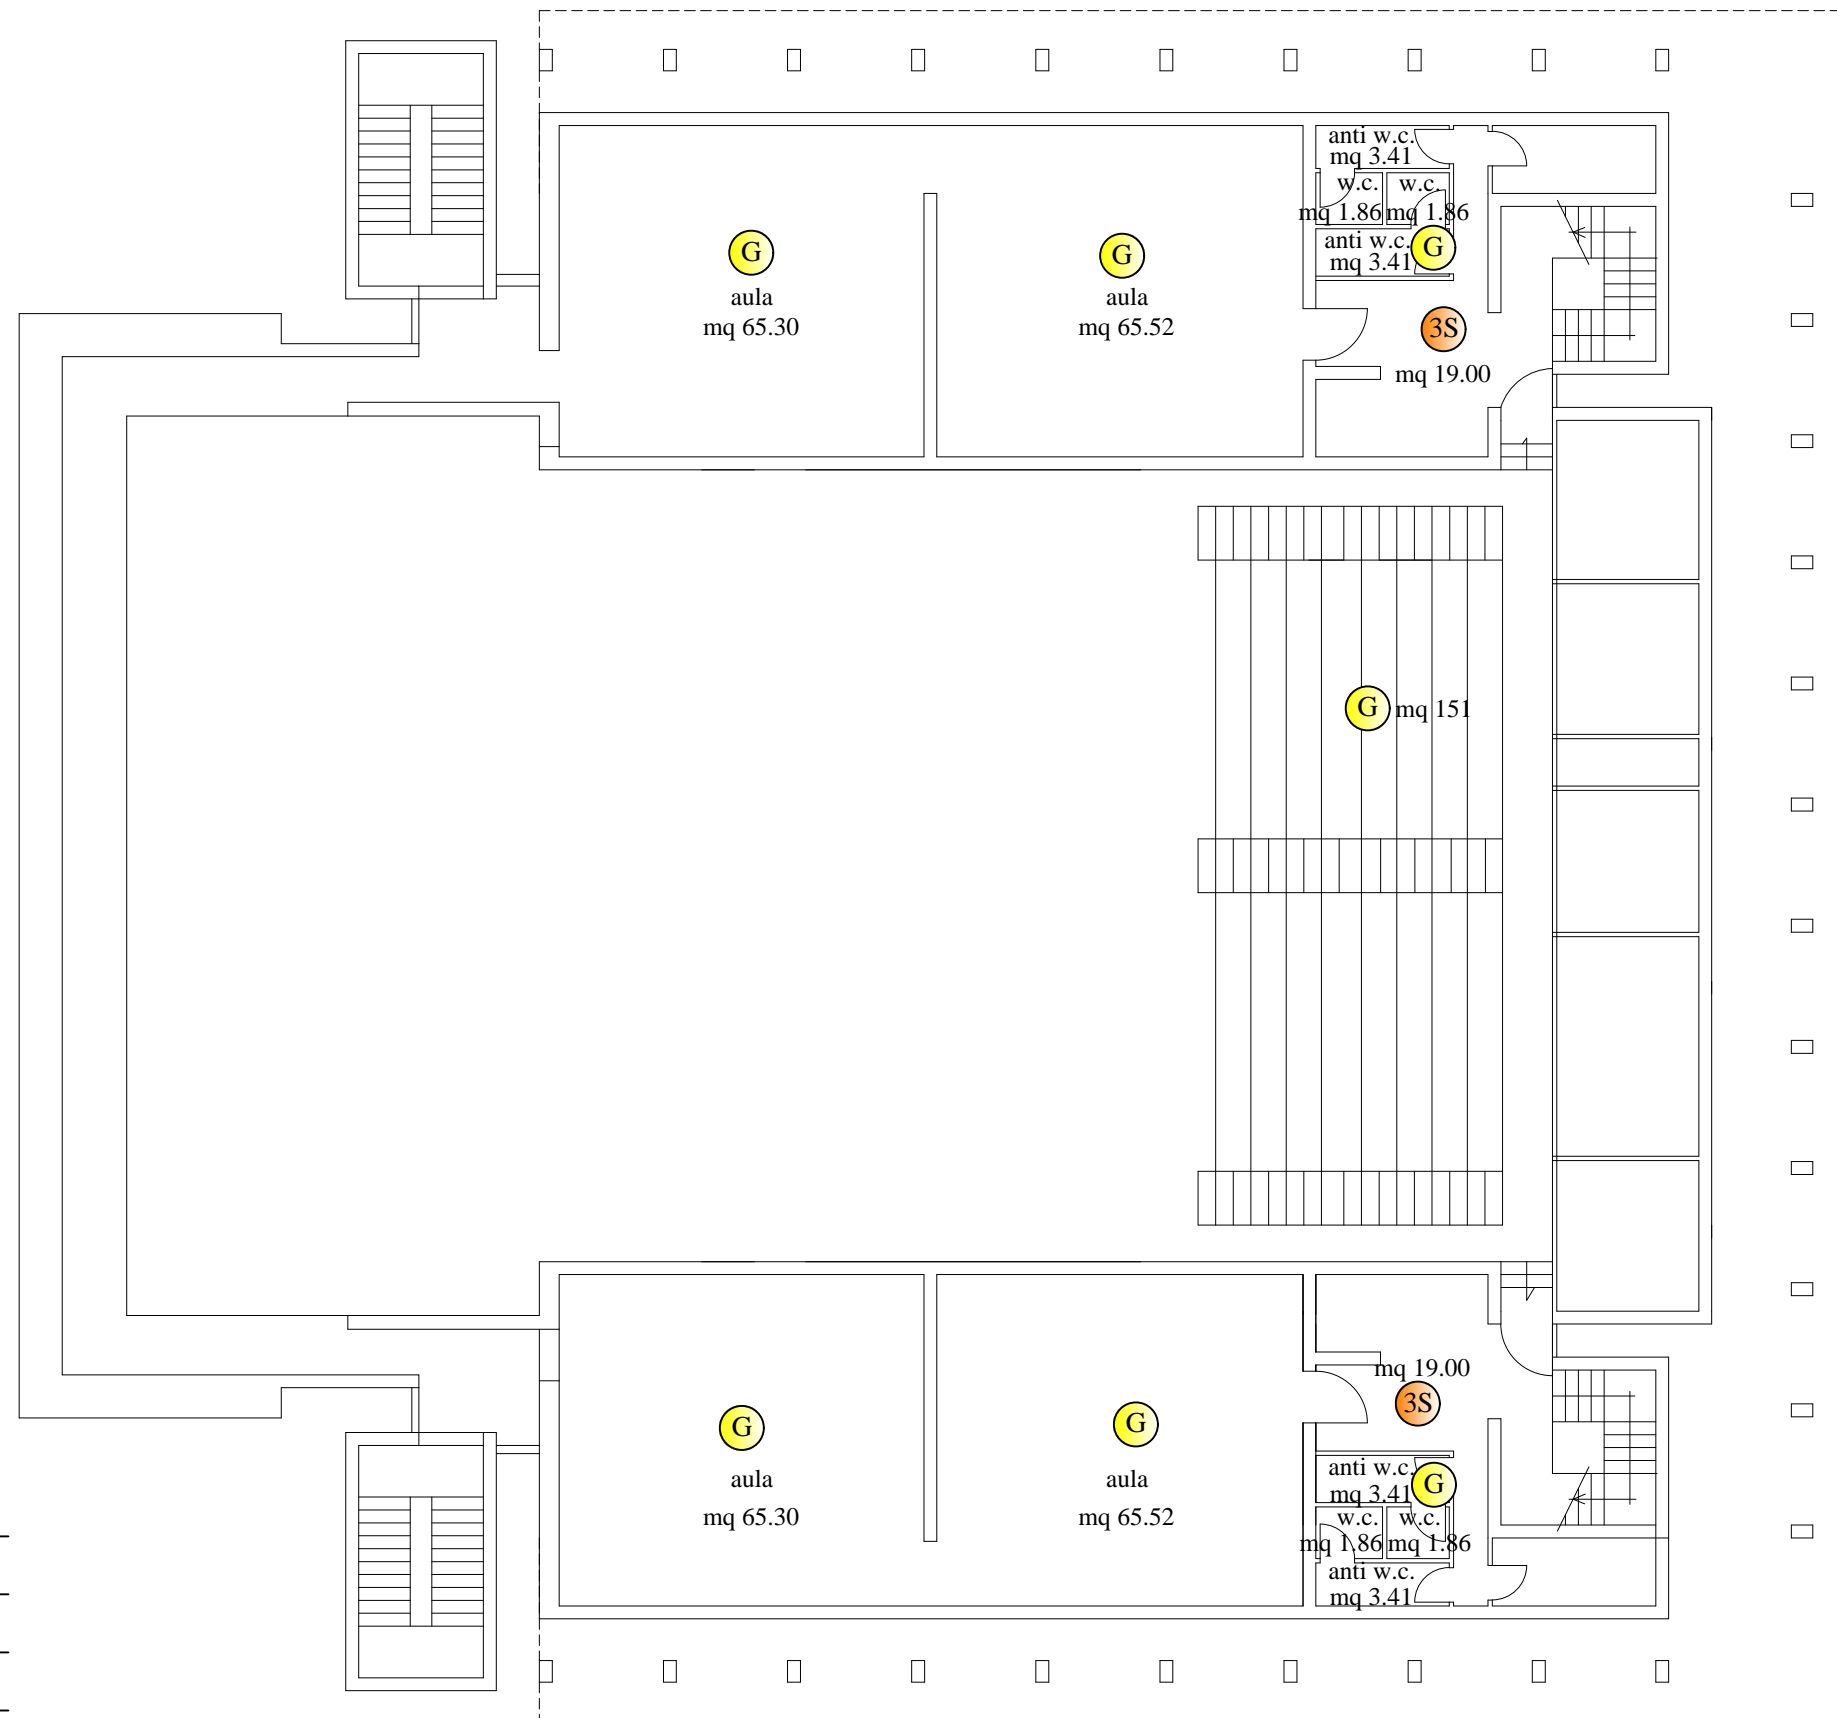 anti w.c.
mq 3.41
w.c. w.c.
mq 1.86 mq 1.86
anti w.c.
mq 3.41
G
G
aula
mq 65.30
G
aula
mq 65.52
3S
mq 19.00
G mq 151
mq 19.00
3S
G
aula
mq 65.30
G
aula
mq 65.52
anti w.c.
mq 3.41
G
w.c. w.c.
mq 1.86 mq 1.86
anti w.c.
mq 3.41